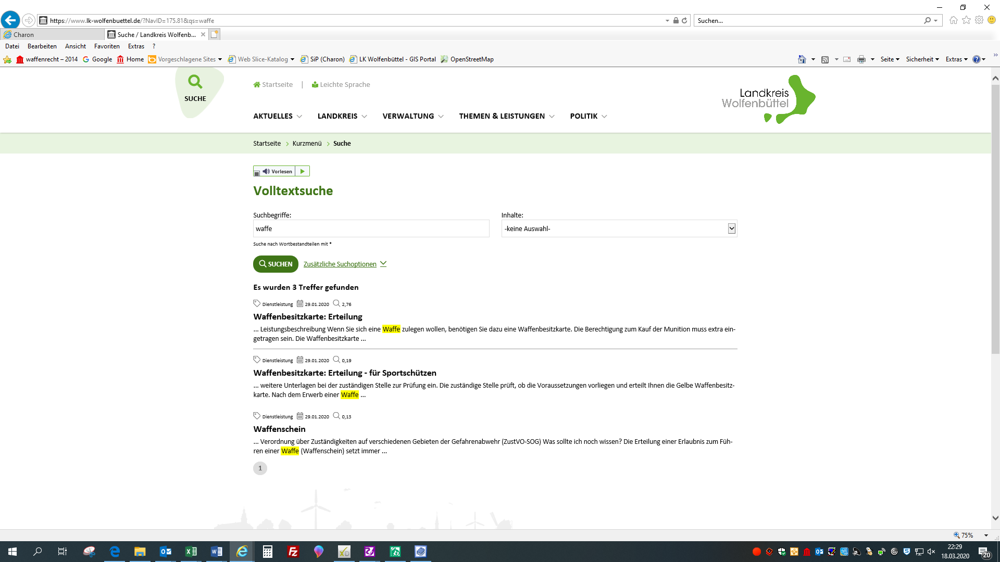 https://www.lk-wolfenbuettel.de/?NavID=175.81&qs=waffe
Suchen...
Charon
Suche / Landkreis Wolfenb...
Datei Bearbeiten Ansicht Favoriten Extras ?
waffenrecht – 2014 Google Home Vorgeschlagene Sites Web Slice-Katalog SiP (Charon) LK Wolfenbüttel - GIS Portal OpenStreetMap
Seite Sicherheit Extras
SUCHE
Startseite | Leichte Sprache
Landkreis
Wolfenbüttel
AKTUELLES LANDKREIS VERWALTUNG THEMEN & LEISTUNGEN POLITIK
Startseite Kurzmenü Suche
Vorlesen
Volltextsuche
Suchbegriffe: Inhalte:
waffe -keine Auswahl-
Suche nach Wortbestandteilen mit *
SUCHEN Zusätzliche Suchoptionen
Es wurden 3 Treffer gefunden
Dienstleistung 29.01.2020 2,76
Waffenbesitzkarte: Erteilung
... Leistungsbeschreibung Wenn Sie sich eine Waffe zulegen wollen, benötigen Sie dazu eine Waffenbesitzkarte. Die Berechtigung zum Kauf der Munition muss extra ein-
getragen sein. Die Waffenbesitzkarte ...
Dienstleistung 29.01.2020 0,19
Waffenbesitzkarte: Erteilung - für Sportschützen
... weitere Unterlagen bei der zuständigen Stelle zur Prüfung ein. Die zuständige Stelle prüft, ob die Voraussetzungen vorliegen und erteilt Ihnen die Gelbe Waffenbesitz-
karte. Nach dem Erwerb einer Waffe ...
Dienstleistung 29.01.2020 0,13
Waffenschein
... Verordnung über Zuständigkeiten auf verschiedenen Gebieten der Gefahrenabwehr (ZustVO-SOG) Was sollte ich noch wissen? Die Erteilung einer Erlaubnis zum Füh-
ren einer Waffe (Waffenschein) setzt immer ...
1
75%
22:29
18.03.2020
20